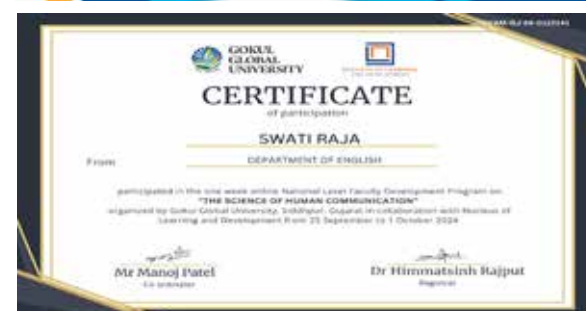 GOKUL
GLOBAL
UNIVERSITY
CERTIFICATE
of participation
SWATI RAJA
From
DEPARTMENT OF ENGLISH
participated in the one week online National Level Faculty Development Program on
"THE SCIENCE OF HUMAN COMMUNICATION"
organized by Gokul Global University, Siddhpur, Gujarat in collaboration with Nucleus of
Learning and Development from 25 September to 1 October 2024
Mr Manoj Patel
Dr Himmatsinh Rajput
Co ordinator
Registrar